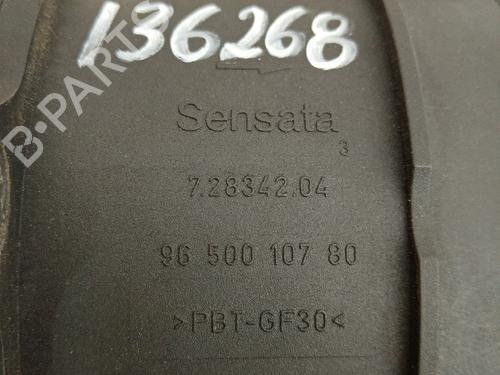 136268
B-PARTS
Sensata
3
7.28342.04
96 500 107 80
>PBT-GF30<